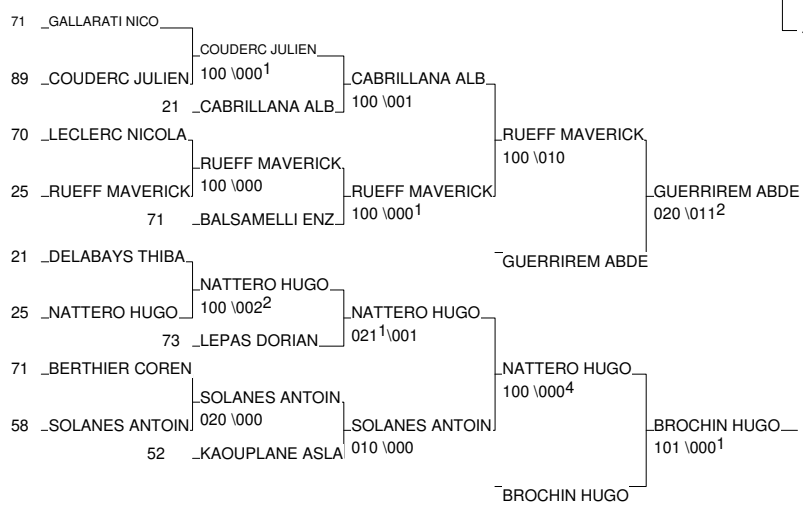 71 GALLARATI NICO
COUDERC JULIEN
89 COUDERC JULIEN 100 \000¹ CABRILLANA ALB
21 CABRILLANA ALB 100 \001
70 LECLERC NICOLA RUEFF MAVERICK
RUEFF MAVERICK 100 \010
25 RUEFF MAVERICK 100 \000 RUEFF MAVERICK GUERRIREM ABDE
71 BALSAMELLI ENZ 100 \000¹ 020 \011²
21 DELABAYS THIBA GUERRIREM ABDE
NATTERO HUGO
25 NATTERO HUGO 100 \002² NATTERO HUGO
73 LEPAS DORIAN 021¹\001
71 BERTHIER COREN NATTERO HUGO
SOLANES ANTOIN 100 \000⁴
58 SOLANES ANTOIN 020 \000 SOLANES ANTOIN BROCHIN HUGO
52 KAOUPLANE ASLA 010 \000 101 \000¹
BROCHIN HUGO